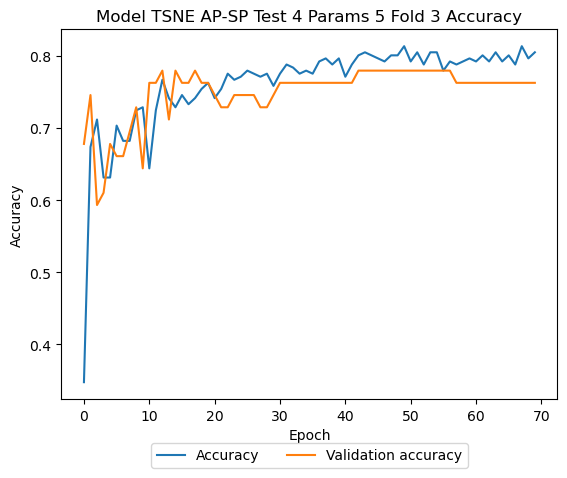 Model TSNE AP-SP Test 4 Params 5 Fold 3 Accuracy
Accuracy
0.8
0.7
0.6
0.5
0.4
0 10 20 30 40 50 60 70
Epoch
Accuracy Validation accuracy